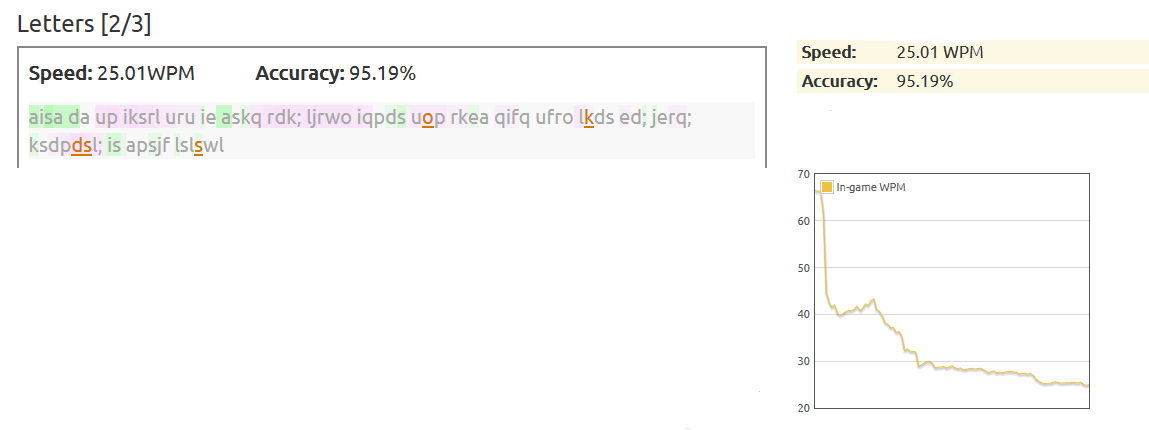 Letters [2/3]
Speed: 25.01WPM Accuracy: 95.19%
aisa da up iksrl uru ie askq rdk; ljrwo iqpds uop rkea qifq ufro lkds ed; jerq;
ksdpdsl; is apsjf lslswl
Speed: 25.01 WPM
Accuracy: 95.19%
In-game WPM
70
60
50
40
30
20